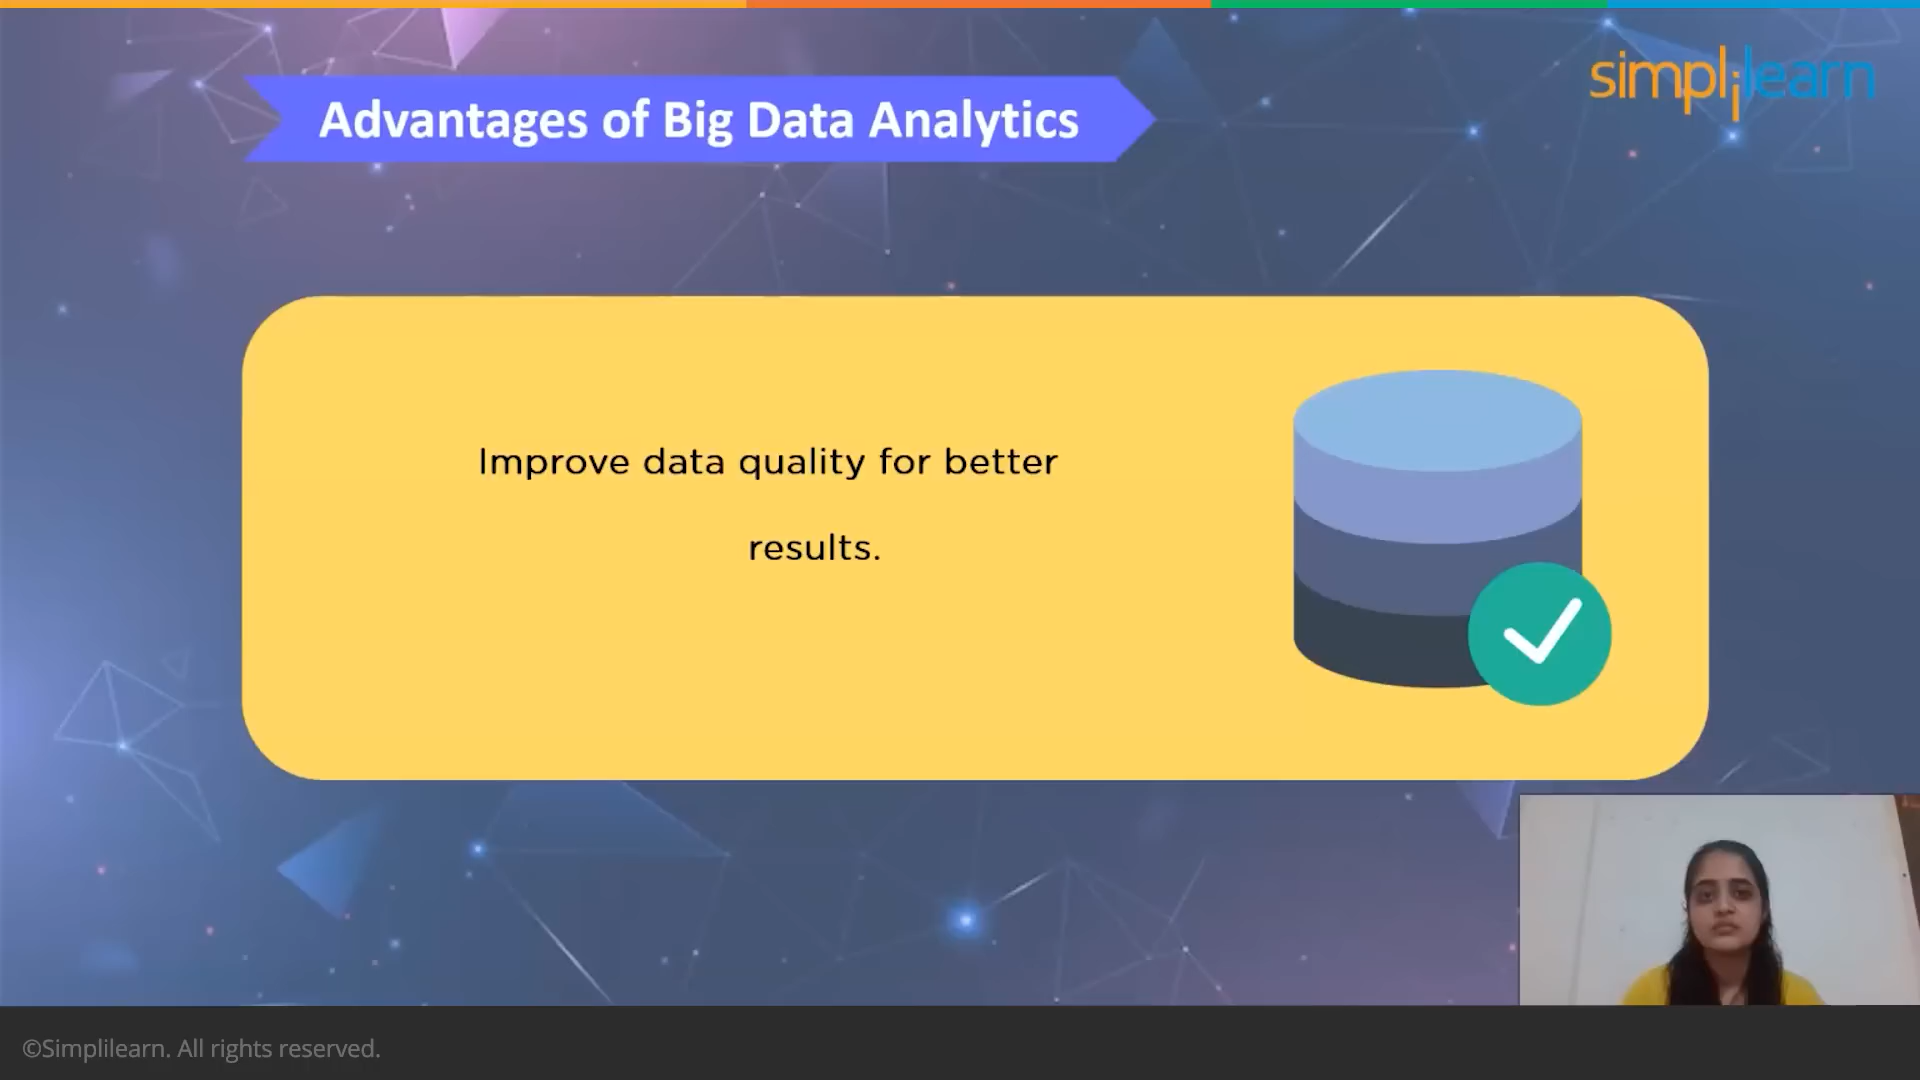 simplilearn
Advantages of Big Data Analytics
Improve data quality for better
results.
©Simplilearn. All rights reserved.